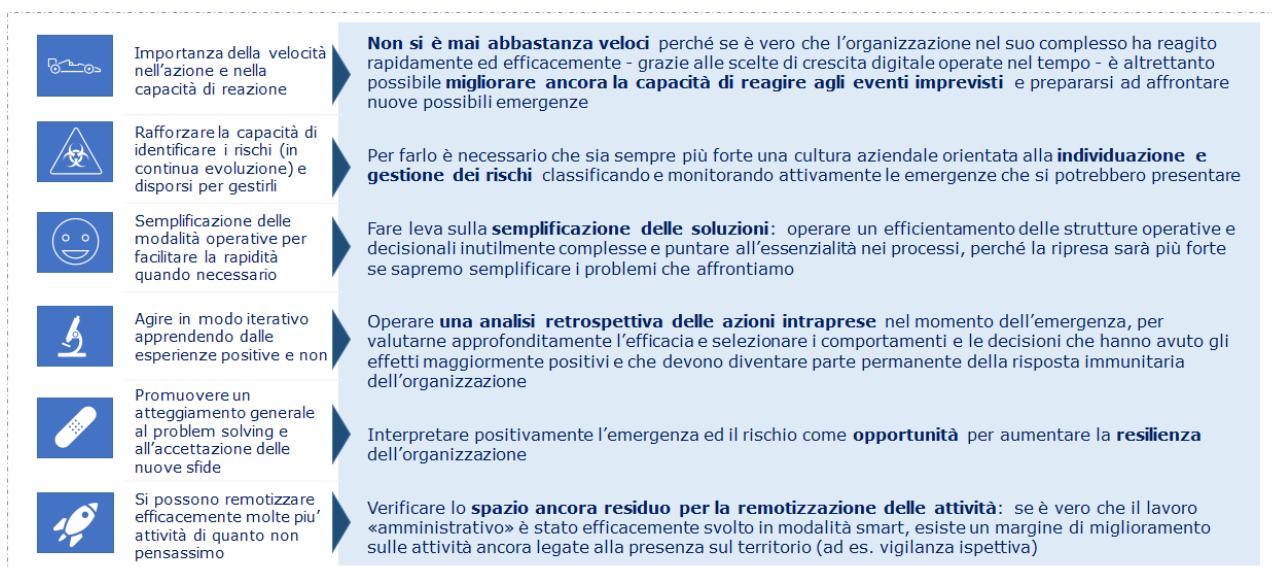 Importanza della velocità
nell'azione e nella
capacità di reazione
Non si è mai abbastanza veloci perché se è vero che l'organizzazione nel suo complesso ha reagito
rapidamente ed efficacemente - grazie alle scelte di crescita digitale operate nel tempo - è altrettanto
possibile migliorare ancora la capacità di reagire agli eventi imprevisti e prepararsi ad affrontare
nuove possibili emergenze
Rafforzare la capacità di
identificare i rischi (in
continua evoluzione) e
disporsi per gestirli
Per farlo è necessario che sia sempre più forte una cultura aziendale orientata alla individuazione e
gestione dei rischi classificando e monitorando attivamente le emergenze che si potrebbero presentare
Semplificazione delle
modalità operative per
facilitare la rapidità
quando necessario
Fare leva sulla semplificazione delle soluzioni: operare un efficientamento delle strutture operative e
decisionali inutilmente complesse e puntare all'essenzialità nei processi, perché la ripresa sarà più forte
se sapremo semplificare i problemi che affrontiamo
Agire in modo iterativo
apprendendo dalle
esperienze positive e non
Operare una analisi retrospettiva delle azioni intraprese nel momento dell'emergenza, per
valutarne approfonditamente l'efficacia e selezionare i comportamenti e le decisioni che hanno avuto gli
effetti maggiormente positivi e che devono diventare parte permanente della risposta immunitaria
dell'organizzazione
Promuovere un
atteggiamento generale
al problem solving e
all'accettazione delle
nuove sfide
Interpretare positivamente l'emergenza ed il rischio come opportunità per aumentare la resilienza
dell'organizzazione
Si possono remotizzare
efficacemente molte piu'
attività di quanto non
pensassimo
Verificare lo spazio ancora residuo per la remotizzazione delle attività: se è vero che il lavoro
«amministrativo» è stato efficacemente svolto in modalità smart, esiste un margine di miglioramento
sulle attività ancora legate alla presenza sul territorio (ad es. vigilanza ispettiva)